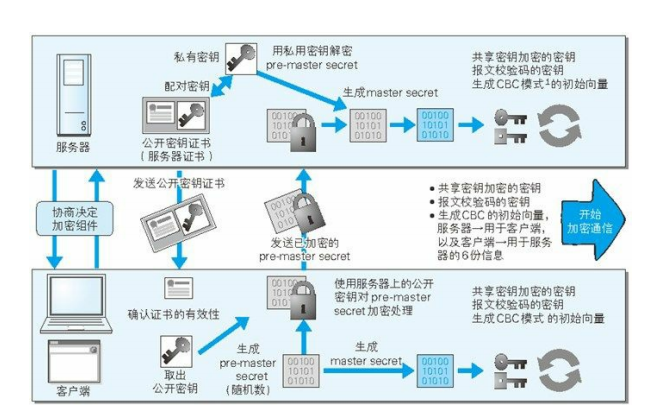 私有密钥
用私用密钥解密
pre-master secret
共享密钥加密的密钥
报文校验码的密钥
生成CBC模式1的初始向量
配对密钥
生成master secret
00100
10101
01010
00100
10101
01010
00100
10101
01010
服务器
公开密钥证书
(服务器证书)
发送公开密钥证书
协商决定
加密组件
发送已加密的
pre-master secret
• 共享密钥加密的密钥
• 报文校验码的密钥
• 生成CBC的初始向量，
服务器→用于客户端，
以及客户端→用于服务
器的6份信息
开始
加密通信
确认证书的有效性
使用服务器上的公开
密钥对pre-master
secret加密处理
共享密钥加密的密钥
报文校验码的密钥
生成CBC模式 的初始向量
取出
公开密钥
生成
pre-master
secret
(随机数)
00100
10101
01010
生成
master secret
00100
10101
01010
客户端